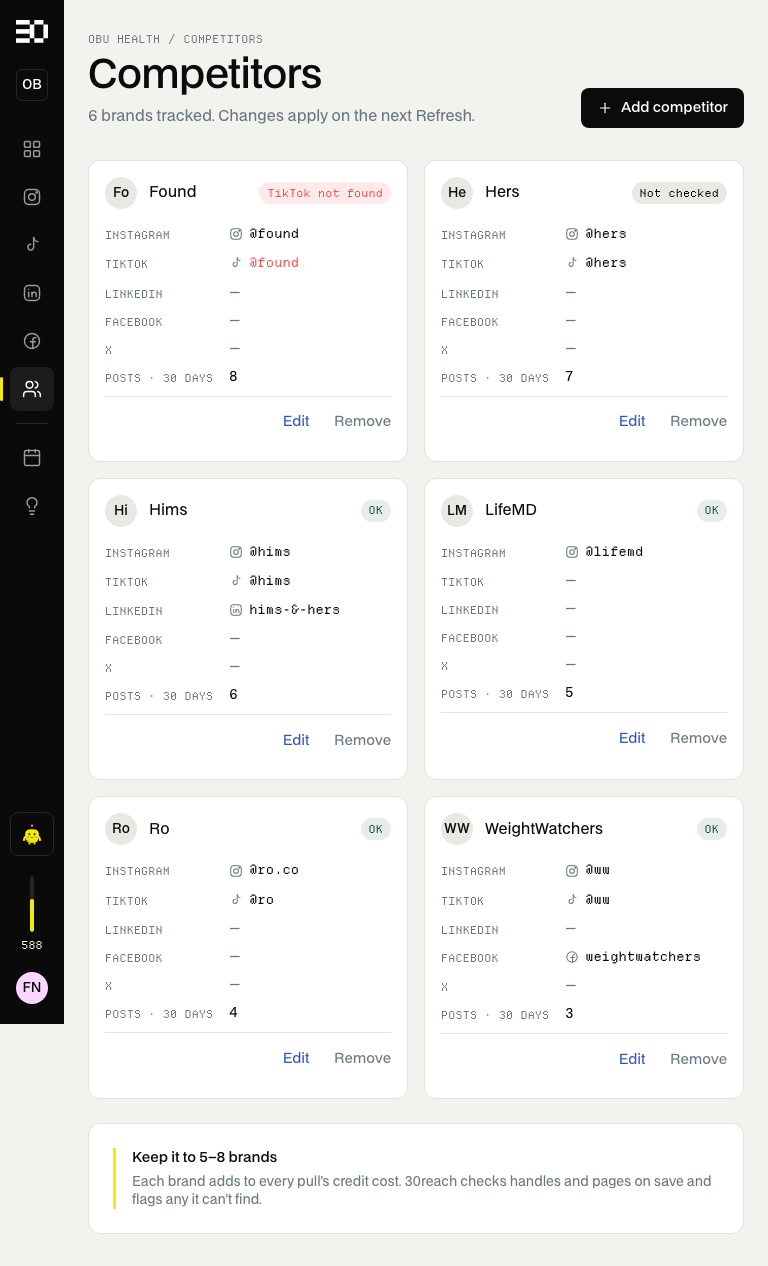 30
OB
588
FN
OBU HEALTH / COMPETITORS
Competitors
6 brands tracked. Changes apply on the next Refresh.
+ Add competitor
Fo Found TikTok not found
INSTAGRAM @found
TIKTOK @found
LINKEDIN —
FACEBOOK —
X —
POSTS · 30 DAYS 8
Edit Remove
He Hers Not checked
INSTAGRAM @hers
TIKTOK @hers
LINKEDIN —
FACEBOOK —
X —
POSTS · 30 DAYS 7
Edit Remove
Hi Hims OK
INSTAGRAM @hims
TIKTOK @hims
LINKEDIN hims-&-hers
FACEBOOK —
X —
POSTS · 30 DAYS 6
Edit Remove
LM LifeMD OK
INSTAGRAM @lifemd
TIKTOK —
LINKEDIN —
FACEBOOK —
X —
POSTS · 30 DAYS 5
Edit Remove
Ro Ro OK
INSTAGRAM @ro.co
TIKTOK @ro
LINKEDIN —
FACEBOOK —
X —
POSTS · 30 DAYS 4
Edit Remove
WW WeightWatchers OK
INSTAGRAM @ww
TIKTOK @ww
LINKEDIN —
FACEBOOK weightwatchers
X —
POSTS · 30 DAYS 3
Edit Remove
Keep it to 5–8 brands
Each brand adds to every pull's credit cost. 30reach checks handles and pages on save and
flags any it can't find.